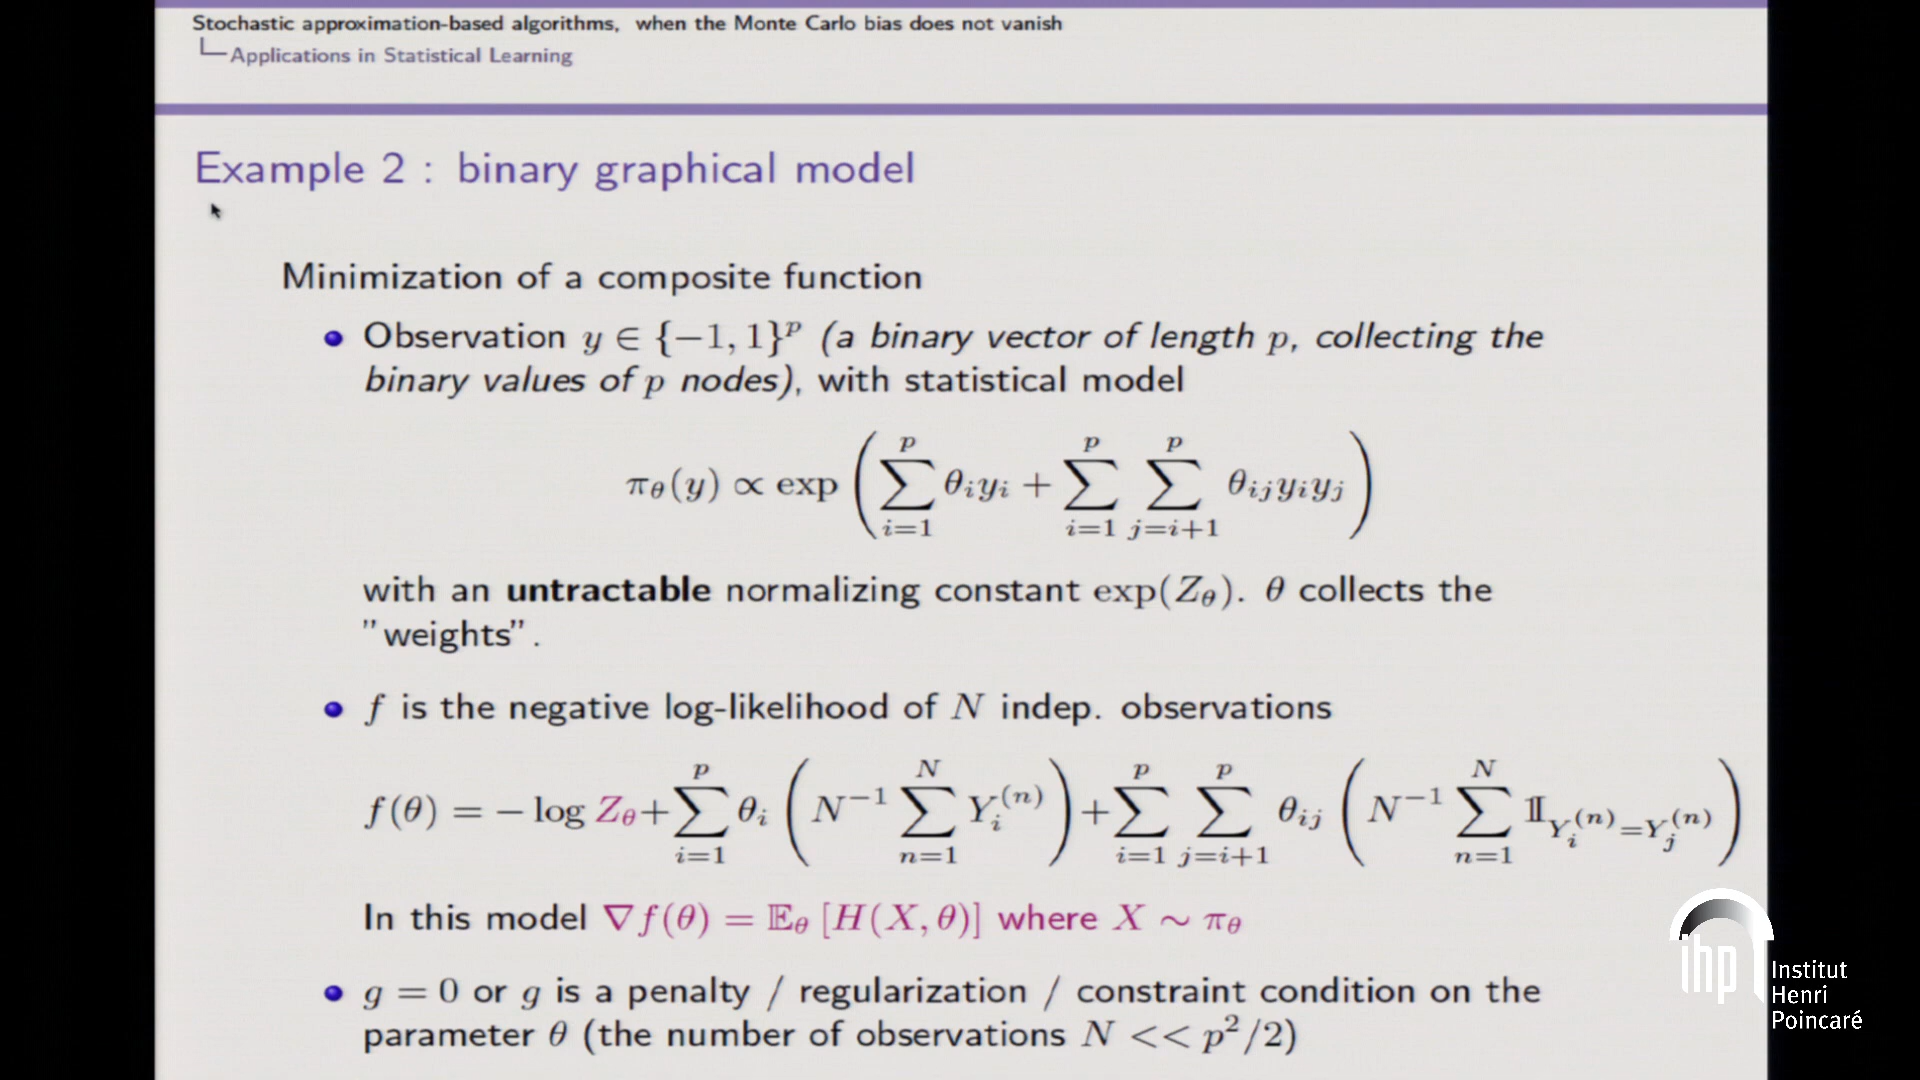 Stochastic approximation-based algorithms, when the Monte Carlo bias does not vanish
Applications in Statistical Learning
Example 2 : binary graphical model
Minimization of a composite function
Observation y ∈ {−1, 1}^p (a binary vector of length p, collecting the
binary values of p nodes), with statistical model
π_θ(y) ∝ exp ( ∑_{i=1}^{p} θ_i y_i + ∑_{i=1}^{p} ∑_{j=i+1}^{p} θ_{ij} y_i y_j )
with an untractable normalizing constant exp(Z_θ). θ collects the
"weights".
f is the negative log-likelihood of N indep. observations
f(θ) = − log Z_θ + ∑_{i=1}^{p} θ_i ( N^{−1} ∑_{n=1}^{N} Y_i^{(n)} ) + ∑_{i=1}^{p} ∑_{j=i+1}^{p} θ_{ij} ( N^{−1} ∑_{n=1}^{N} 𝟙_{Y_i^{(n)}=Y_j^{(n)}} )
In this model ∇f(θ) = 𝔼_θ [H(X, θ)] where X ∼ π_θ
g = 0 or g is a penalty / regularization / constraint condition on the
parameter θ (the number of observations N << p^2/2)
ihp
Institut
Henri
Poincaré